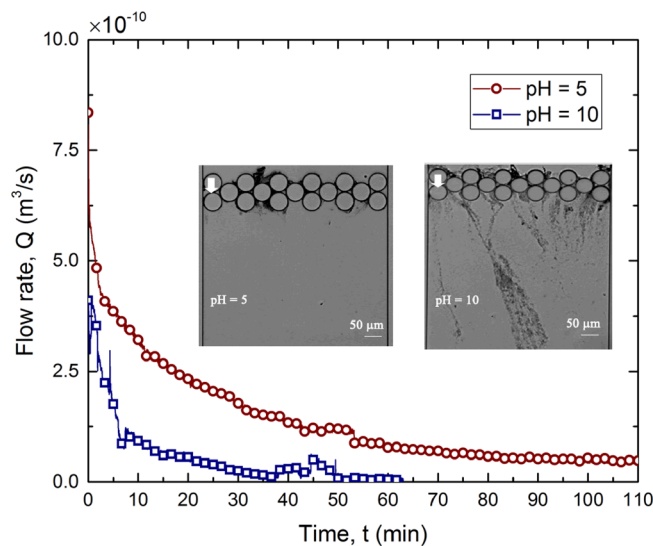 ×10⁻¹⁰
10.0
7.5
5.0
2.5
0.0
Flow rate, Q (m³/s)
pH = 5
pH = 10
pH = 5
50 μm
pH = 10
50 μm
0 10 20 30 40 50 60 70 80 90 100 110
Time, t (min)